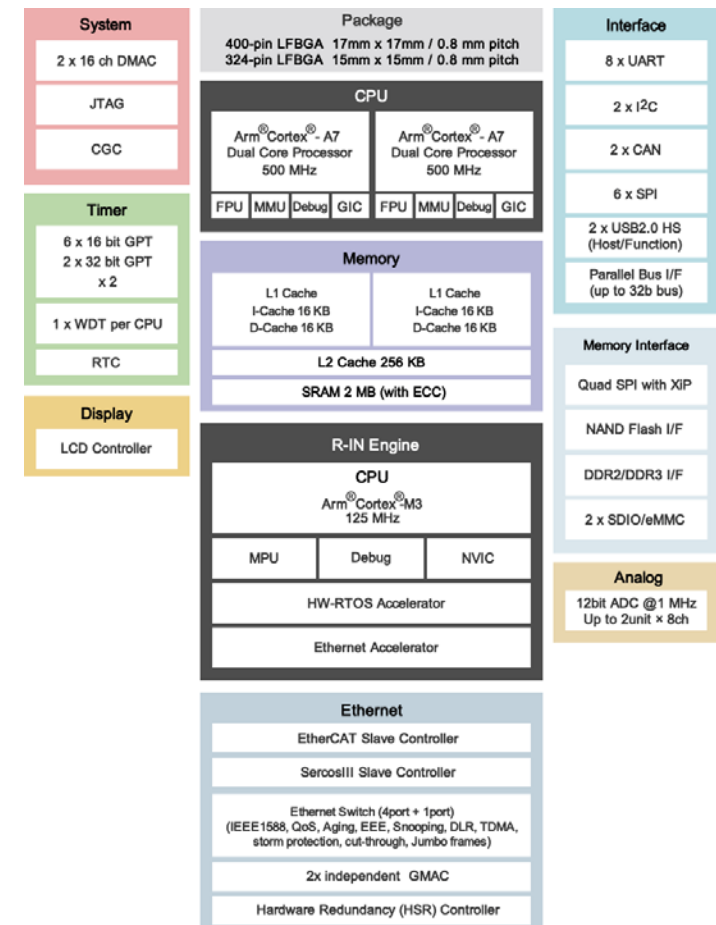 System
2 x 16 ch DMAC
JTAG
CGC
Timer
6 x 16 bit GPT
2 x 32 bit GPT
x 2
1 x WDT per CPU
RTC
Display
LCD Controller
Package
400-pin LFBGA 17mm x 17mm / 0.8 mm pitch
324-pin LFBGA 15mm x 15mm / 0.8 mm pitch
CPU
Arm®Cortex®- A7
Dual Core Processor
500 MHz
FPU MMU Debug GIC
Arm®Cortex®- A7
Dual Core Processor
500 MHz
FPU MMU Debug GIC
Memory
L1 Cache
I-Cache 16 KB
D-Cache 16 KB
L1 Cache
I-Cache 16 KB
D-Cache 16 KB
L2 Cache 256 KB
SRAM 2 MB (with ECC)
R-IN Engine
CPU
Arm®Cortex®-M3
125 MHz
MPU Debug NVIC
HW-RTOS Accelerator
Ethernet Accelerator
Ethernet
EtherCAT Slave Controller
SercosIII Slave Controller
Ethernet Switch (4port + 1port)
(IEEE1588, QoS, Aging, EEE, Snooping, DLR, TDMA,
storm protection, cut-through, Jumbo frames)
2x independent GMAC
Hardware Redundancy (HSR) Controller
Interface
8 x UART
2 x I²C
2 x CAN
6 x SPI
2 x USB2.0 HS
(Host/Function)
Parallel Bus I/F
(up to 32b bus)
Memory Interface
Quad SPI with XiP
NAND Flash I/F
DDR2/DDR3 I/F
2 x SDIO/eMMC
Analog
12bit ADC @1 MHz
Up to 2unit × 8ch